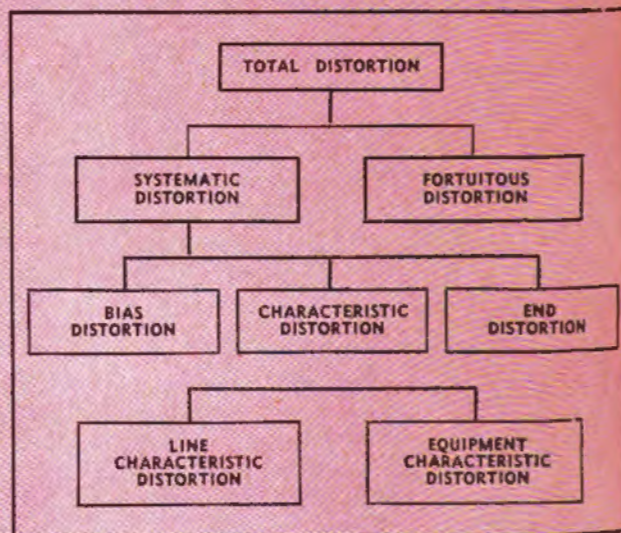 TOTAL DISTORTION
SYSTEMATIC
DISTORTION
FORTUITOUS
DISTORTION
BIAS
DISTORTION
CHARACTERISTIC
DISTORTION
END
DISTORTION
LINE
CHARACTERISTIC
DISTORTION
EQUIPMENT
CHARACTERISTIC
DISTORTION